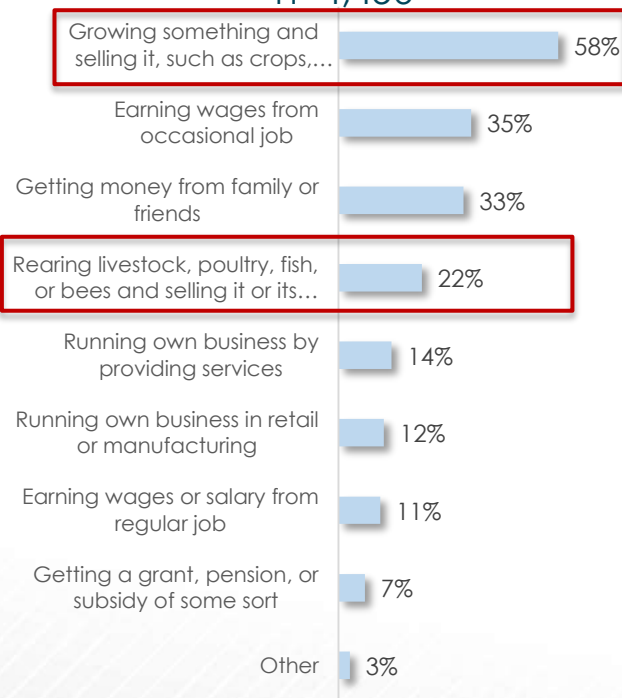 Growing something and
selling it, such as crops,…
58%
Earning wages from
occasional job
35%
Getting money from family or
friends
33%
Rearing livestock, poultry, fish,
or bees and selling it or its…
22%
Running own business by
providing services
14%
Running own business in retail
or manufacturing
12%
Earning wages or salary from
regular job
11%
Getting a grant, pension, or
subsidy of some sort
7%
Other
3%